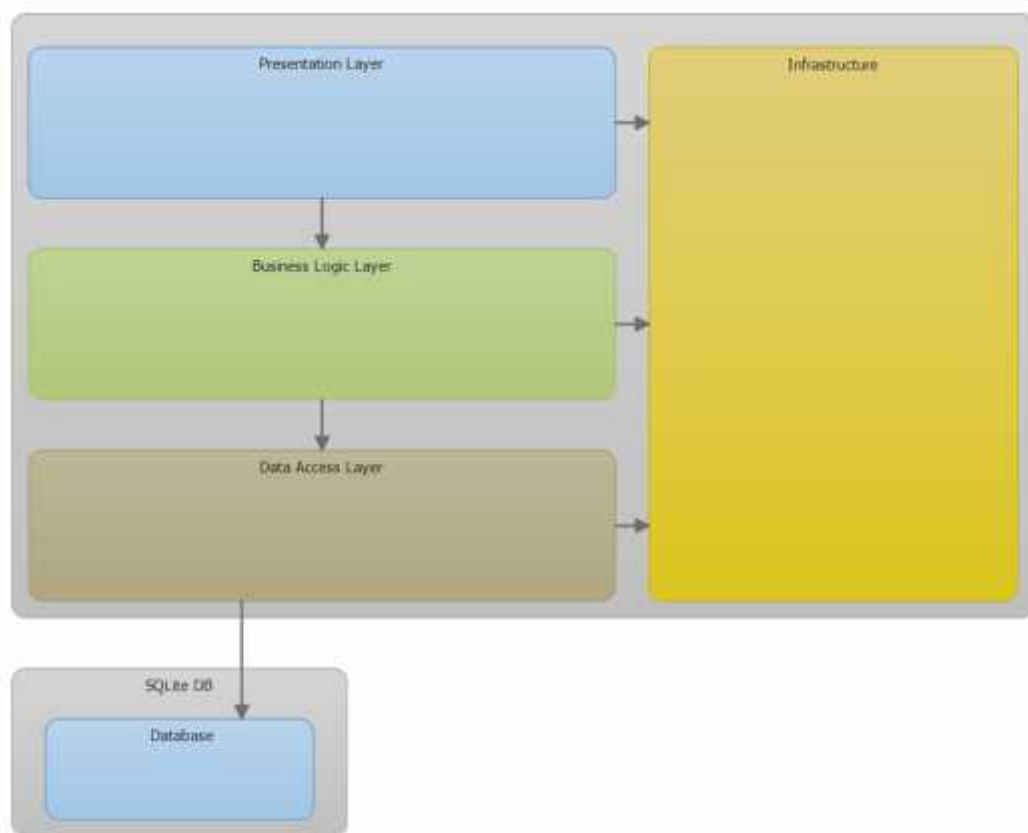 Presentation Layer
Infrastructure
Business Logic Layer
Data Access Layer
SQLite DB
Database